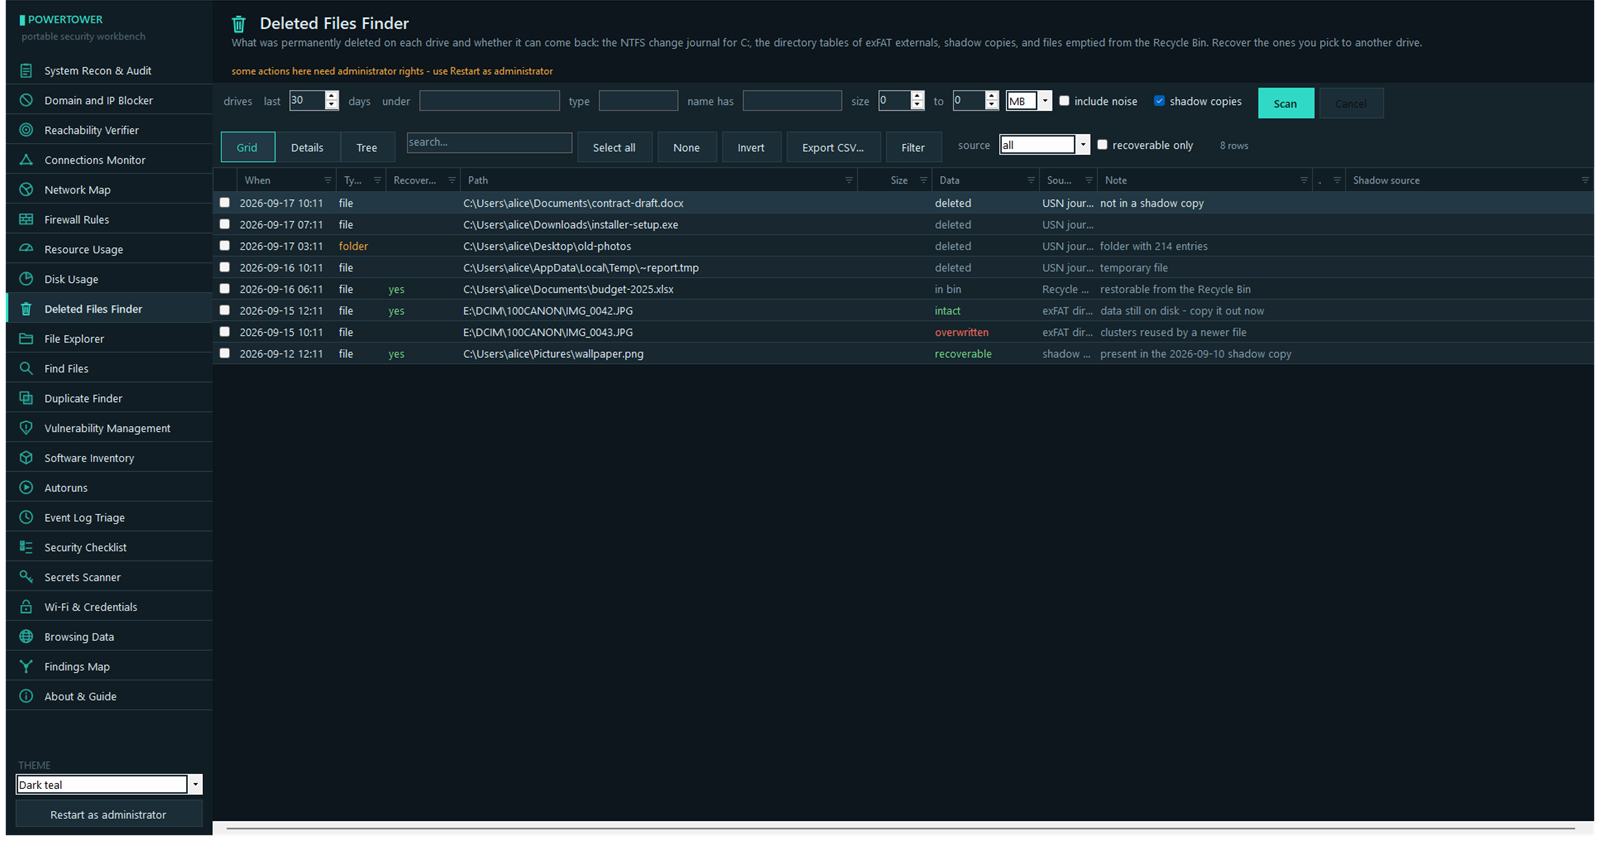 POWERTOWER
portable security workbench
System Recon & Audit
Domain and IP Blocker
Reachability Verifier
Connections Monitor
Network Map
Firewall Rules
Resource Usage
Disk Usage
Deleted Files Finder
File Explorer
Find Files
Duplicate Finder
Vulnerability Management
Software Inventory
Autoruns
Event Log Triage
Security Checklist
Secrets Scanner
Wi-Fi & Credentials
Browsing Data
Findings Map
About & Guide
THEME
Dark teal
Restart as administrator
Deleted Files Finder
What was permanently deleted on each drive and whether it can come back: the NTFS change journal for C:, the directory tables of exFAT externals, shadow copies, and files emptied from the Recycle Bin. Recover the ones you pick to another drive.
some actions here need administrator rights - use Restart as administrator
drives last 30 days under type name has size 0 to 0 MB include noise shadow copies Scan Cancel
Grid Details Tree search... Select all None Invert Export CSV... Filter source all recoverable only 8 rows
When Ty... Recover... Path Size Data Sou... Note . Shadow source
2026-09-17 10:11 file C:\Users\alice\Documents\contract-draft.docx deleted USN jour... not in a shadow copy
2026-09-17 07:11 file C:\Users\alice\Downloads\installer-setup.exe deleted USN jour...
2026-09-17 03:11 folder C:\Users\alice\Desktop\old-photos deleted USN jour... folder with 214 entries
2026-09-16 10:11 file C:\Users\alice\AppData\Local\Temp\~report.tmp deleted USN jour... temporary file
2026-09-16 06:11 file yes C:\Users\alice\Documents\budget-2025.xlsx in bin Recycle ... restorable from the Recycle Bin
2026-09-15 12:11 file yes E:\DCIM\100CANON\IMG_0042.JPG intact exFAT dir... data still on disk - copy it out now
2026-09-15 10:11 file E:\DCIM\100CANON\IMG_0043.JPG overwritten exFAT dir... clusters reused by a newer file
2026-09-12 12:11 file yes C:\Users\alice\Pictures\wallpaper.png recoverable shadow ... present in the 2026-09-10 shadow copy